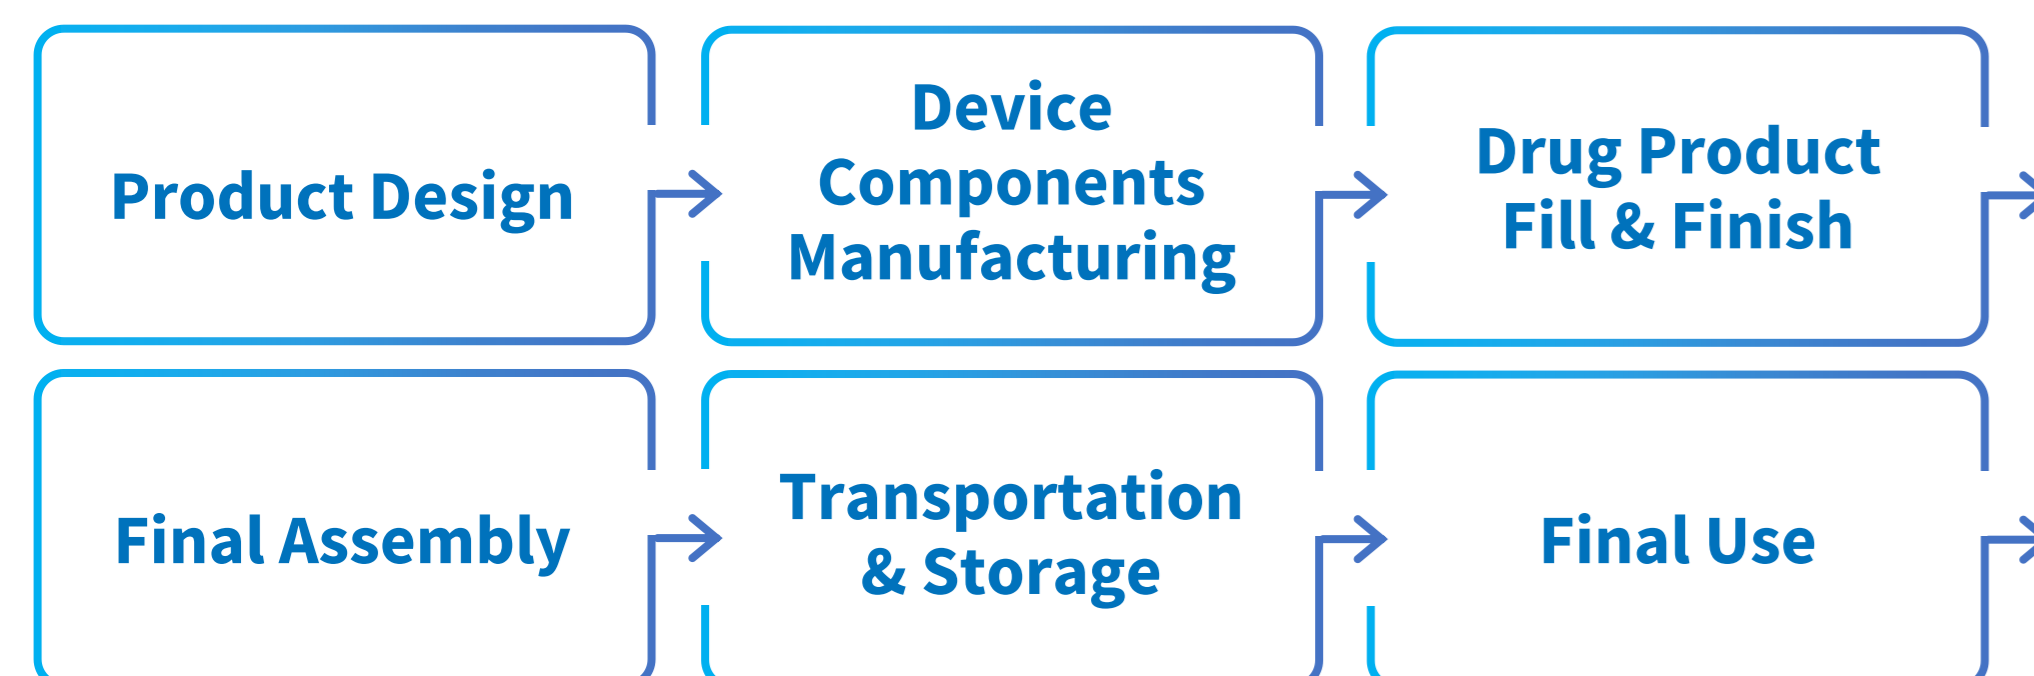 Product Design
Device
Components
Manufacturing
Drug Product
Fill & Finish
Final Assembly
Transportation
& Storage
Final Use